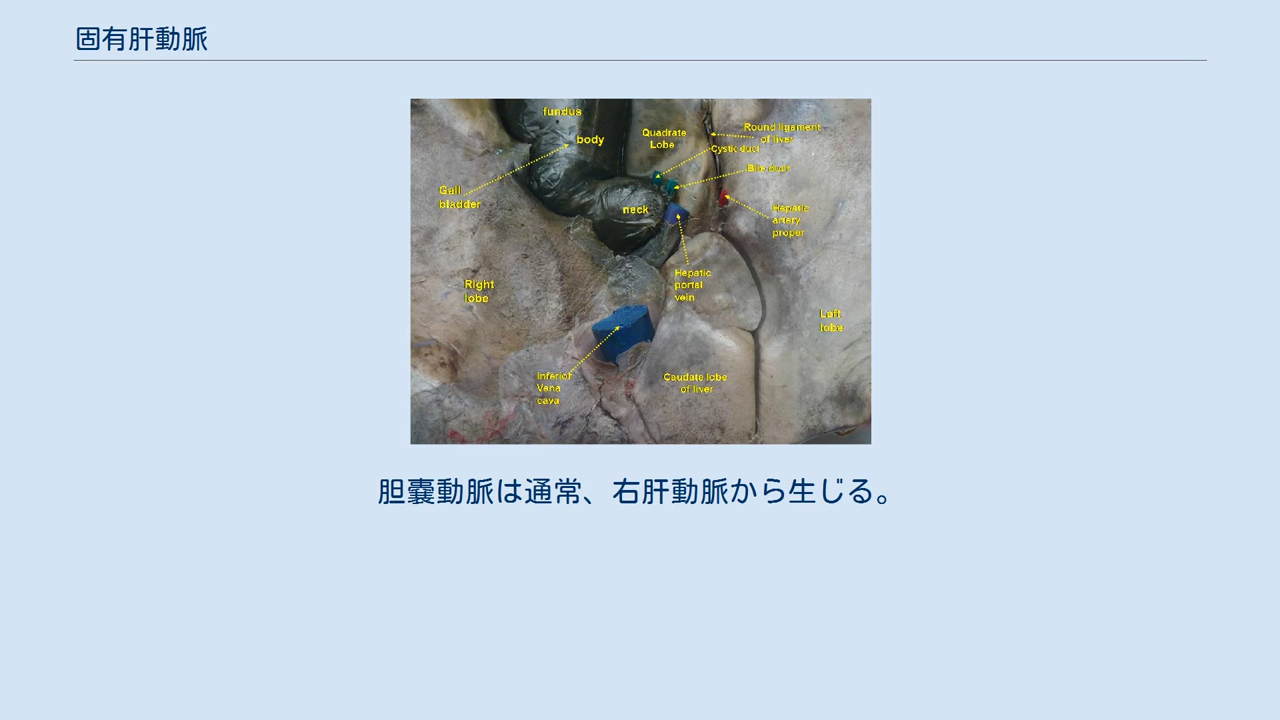 固有肝動脈
fundus
body
Quadrate
Lobe
Round ligament
of liver
Cystic duct
Bile duct
Gall
bladder
neck
Hepatic
artery
proper
Hepatic
portal
vein
Right
lobe
Left
lobe
Inferior
Vena
cava
Caudate lobe
of liver
胆嚢動脈は通常、右肝動脈から生じる。